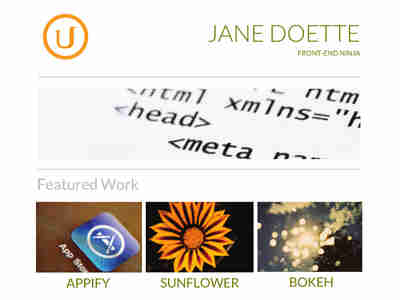 U
JANE DOETTE
FRONT-END NINJA
<html
<head>
xmlns="h
<meta
Featured Work
App Store
APPIFY
SUNFLOWER
BOKEH